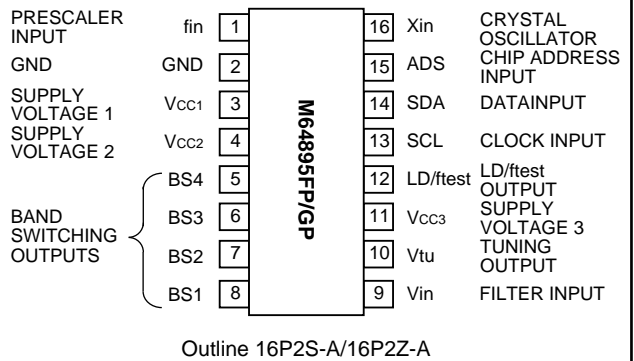 PRESCALER INPUT fin 1 16 Xin CRYSTAL OSCILLATOR
GND GND 2 15 ADS CHIP ADDRESS INPUT
SUPPLY VOLTAGE 1 Vcc1 3 14 SDA DATAINPUT
SUPPLY VOLTAGE 2 Vcc2 4 13 SCL CLOCK INPUT
BS4 5 12 LD/ftest LD/ftest OUTPUT
BAND SWITCHING OUTPUTS BS3 6 11 Vcc3 SUPPLY VOLTAGE 3
BS2 7 10 Vtu TUNING OUTPUT
BS1 8 9 Vin FILTER INPUT
M64895FP/GP
Outline 16P2S-A/16P2Z-A